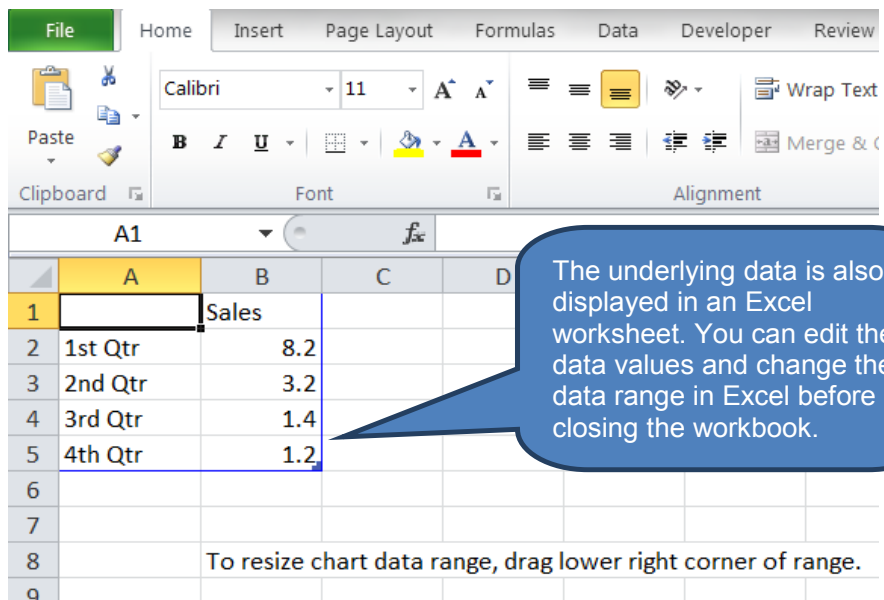 File Home Insert Page Layout Formulas Data Developer Review
Calibri 11 A A Wrap Text
Paste B I U A Merge &
Clipboard Font Alignment
A1 fx
A B C D
1 Sales
2 1st Qtr 8.2
3 2nd Qtr 3.2
4 3rd Qtr 1.4
5 4th Qtr 1.2
6
7
8 To resize chart data range, drag lower right corner of range.
9
The underlying data is also
displayed in an Excel
worksheet. You can edit the
data values and change the
data range in Excel before
closing the workbook.